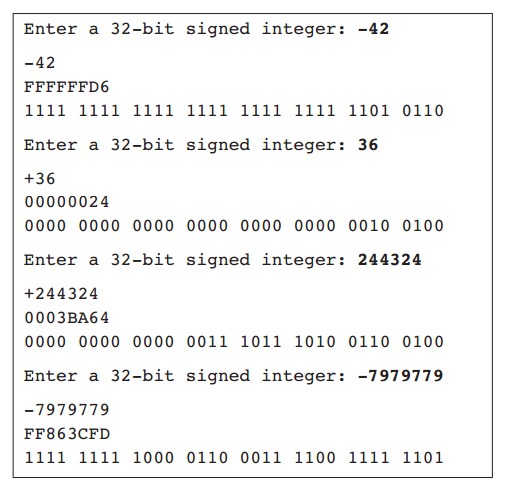 Enter a 32-bit signed integer: -42
-42
FFFFFFD6
1111 1111 1111 1111 1111 1111 1101 0110
Enter a 32-bit signed integer: 36
+36
00000024
0000 0000 0000 0000 0000 0000 0010 0100
Enter a 32-bit signed integer: 244324
+244324
0003BA64
0000 0000 0000 0011 1011 1010 0110 0100
Enter a 32-bit signed integer: -7979779
-7979779
FF863CFD
1111 1111 1000 0110 0011 1100 1111 1101